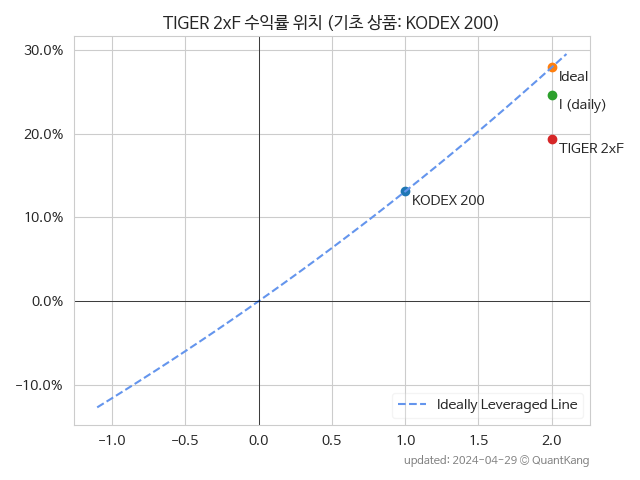 TIGER 2xF 수익률 위치 (기초 상품: KODEX 200)
30.0%
Ideal
I (daily)
20.0%
TIGER 2xF
KODEX 200
10.0%
0.0%
−10.0%
Ideally Leveraged Line
−1.0 −0.5 0.0 0.5 1.0 1.5 2.0
updated: 2024-04-29 © QuantKang